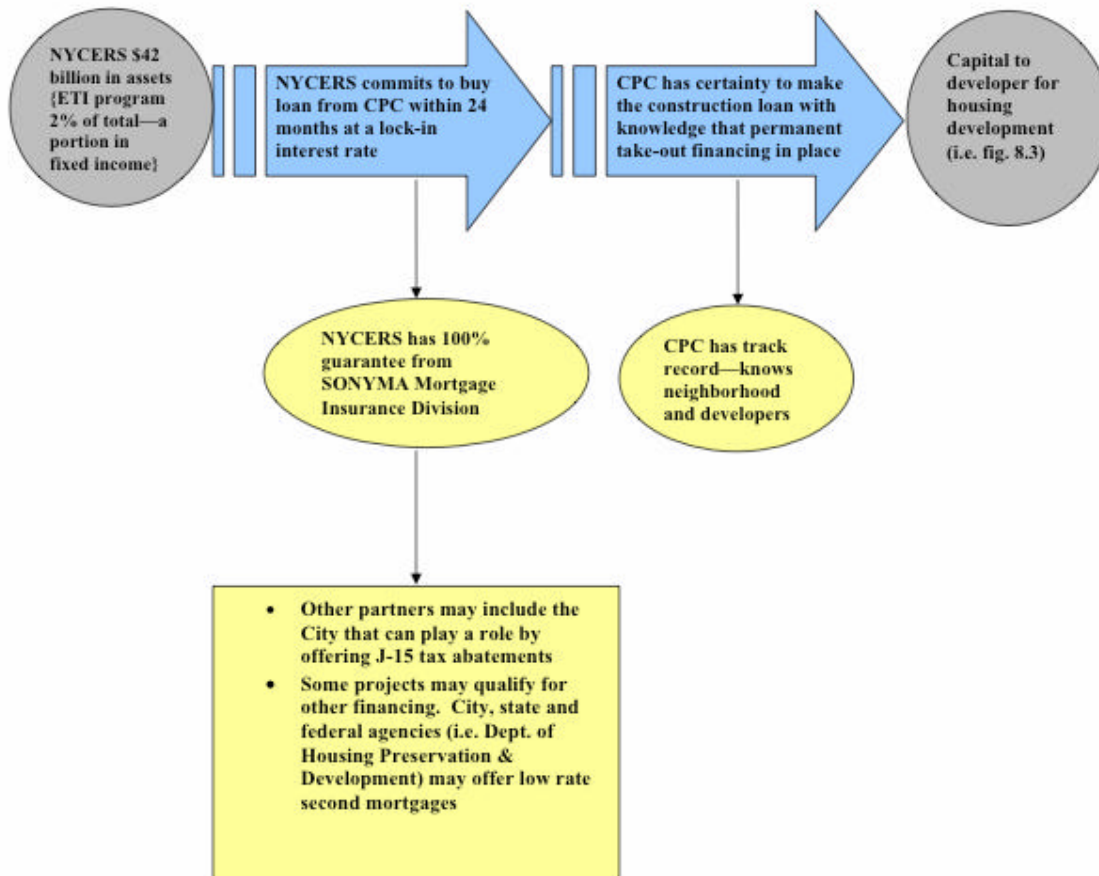 NYCERS $42
billion in assets
{ETI program
2% of total—a
portion in
fixed income}
NYCERS commits to buy
loan from CPC within 24
months at a lock-in
interest rate
CPC has certainty to make
the construction loan with
knowledge that permanent
take-out financing in place
Capital to
developer for
housing
development
(i.e. fig. 8.3)
NYCERS has 100%
guarantee from
SONYMA Mortgage
Insurance Division
CPC has track
record—knows
neighborhood
and developers
• Other partners may include the
City that can play a role by
offering J-15 tax abatements
• Some projects may qualify for
other financing. City, state and
federal agencies (i.e. Dept. of
Housing Preservation &
Development) may offer low rate
second mortgages